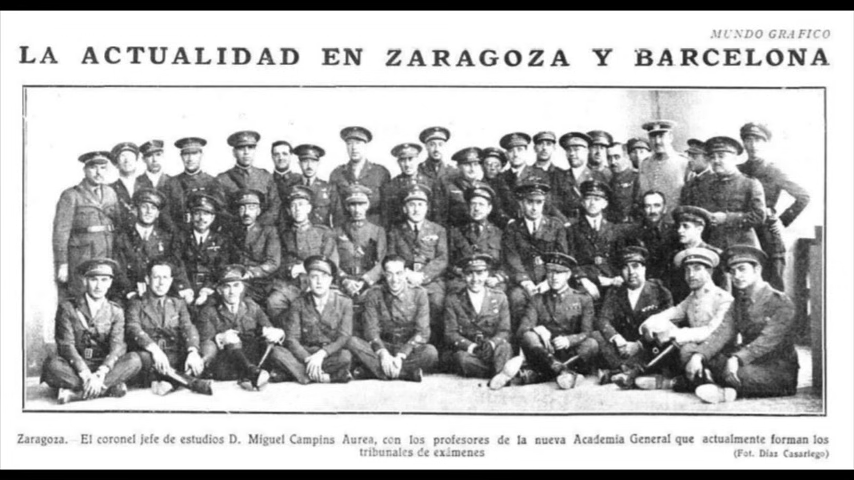 MUNDO GRAFICO
LA ACTUALIDAD EN ZARAGOZA Y BARCELONA
Zaragoza. El coronel jefe de estudios D. Miguel Campins Aurea, con los profesores de la nueva Academia General que actualmente forman los
tribunales de exámenes
(Fot. Díaz Casariego)